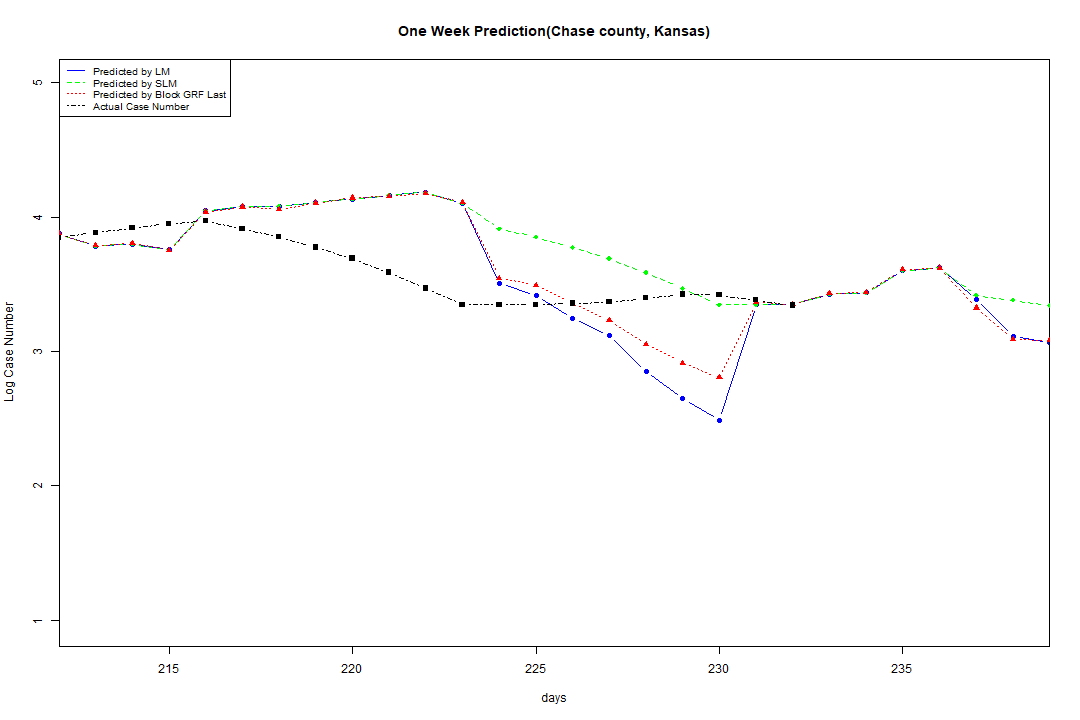 One Week Prediction(Chase county, Kansas)
Predicted by LM
Predicted by SLM
Predicted by Block GRF Last
Actual Case Number
5
4
3
2
1
Log Case Number
215 220 225 230 235
days